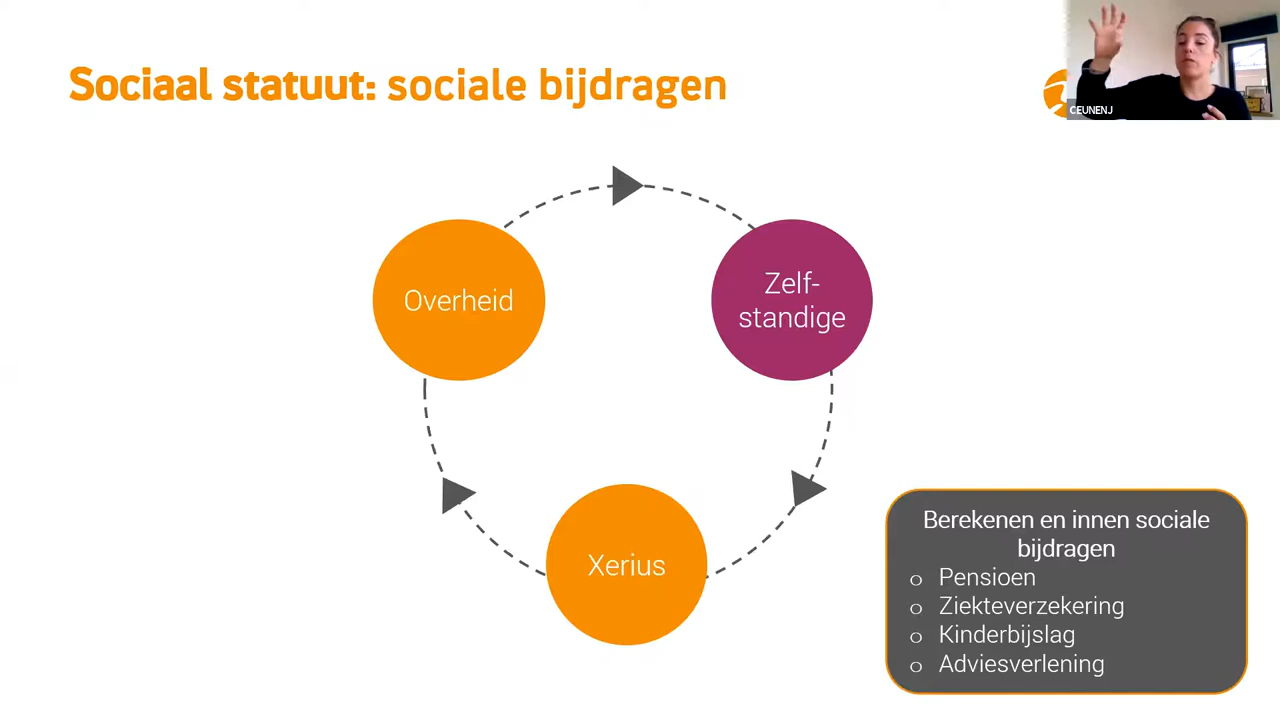 Sociaal statuut: sociale bijdragen
CEUNENJ
Overheid
Zelf-
standige
Xerius
Berekenen en innen sociale
bijdragen
o Pensioen
o Ziekteverzekering
o Kinderbijslag
o Adviesverlening